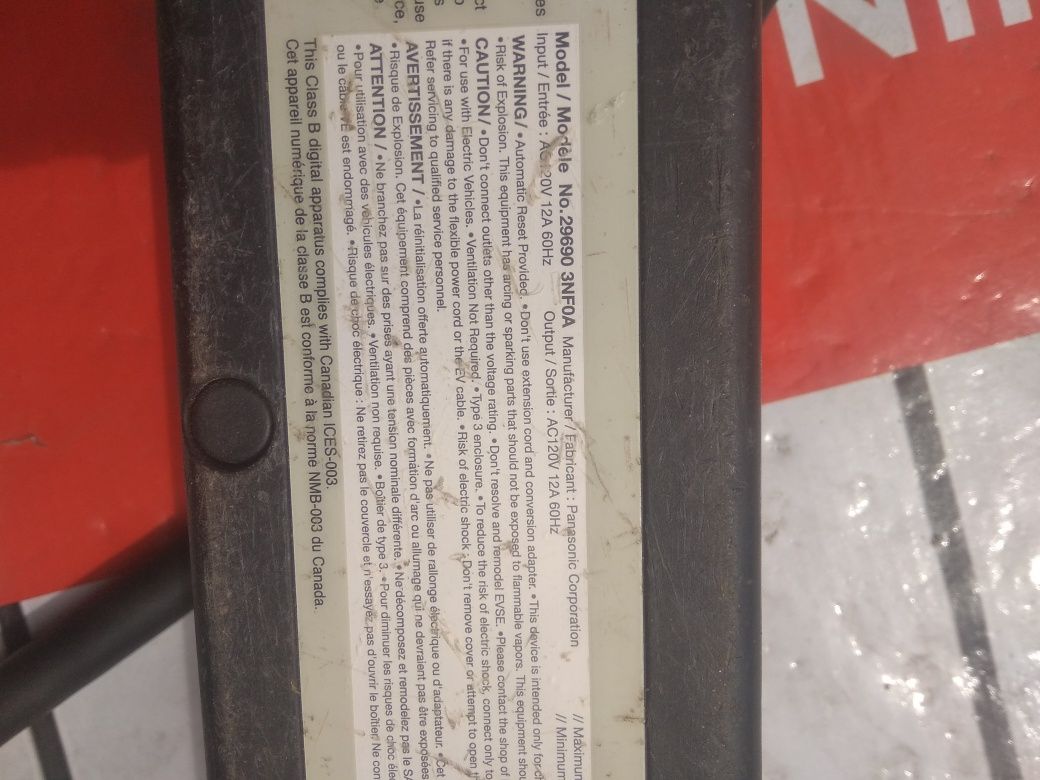 Model / Modèle No.29690 3NF0A Manufacturer / Fabricant : Panasonic Corporation
Input / Entrée : AC120V 12A 60Hz Output / Sortie : AC120V 12A 60Hz
// Maximum
// Minimum
WARNING / •Automatic Reset Provided. •Don't use extension cord and conversion adapter. •This device is intended only for
•Risk of Explosion. This equipment has arcing or sparking parts that should not be exposed to flammable vapors. This equipment
CAUTION / •Don't connect outlets other than the voltage rating. •Don't resolve and remodel EVSE. •Please contact the shop of
•For use with Electric Vehicles. •Ventilation Not Required. •Type 3 enclosure. •To reduce the risk of electric shock, connect only to
if there is any damage to the flexible power cord or the EV cable. •Risk of electric shock : Don't remove cover or attempt to open
Refer servicing to qualified service personnel.
AVERTISSEMENT / •La réinitialisation offerte automatiquement. •Ne pas utiliser de rallonge électrique ou d'adaptateur. •Cet
•Risque de Explosion. Cet équipement comprend des pièces avec formation d'arc ou allumage qui ne devraient pas être exposées
ATTENTION / •Ne branchez pas sur des prises ayant une tension nominale différente. •Ne décomposez et remodelez pas le
•Pour utilisation avec des véhicules électriques. •Ventilation non requise. •Boîtier de type 3. •Pour diminuer les risques de choc
ou le câble VE est endommagé. •Risque de choc électrique : Ne retirez pas le couvercle et n'essayez pas d'ouvrir le boîtier. Ne
This Class B digital apparatus complies with Canadian ICES-003.
Cet appareil numérique de la classe B est conforme à la norme NMB-003 du Canada.